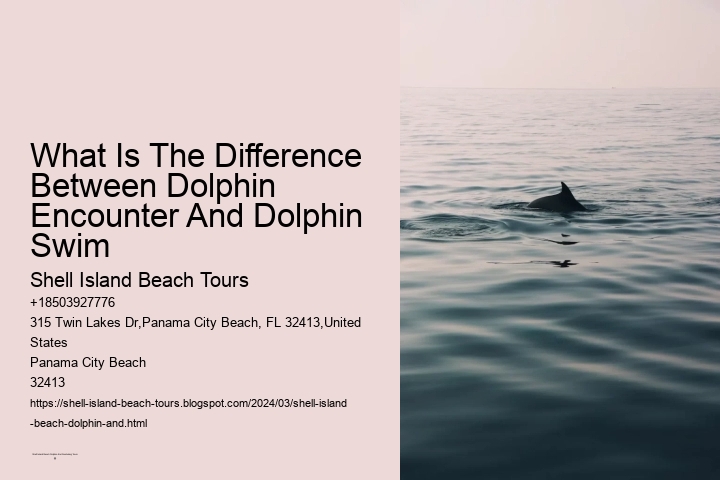 What Is The Difference
Between Dolphin
Encounter And Dolphin
Swim
Shell Island Beach Tours
+18503927776
315 Twin Lakes Dr,Panama City Beach, FL 32413,United
States
Panama City Beach
32413
https://shell-island-beach-tours.blogspot.com/2024/03/shell-island
-beach-dolphin-and.html